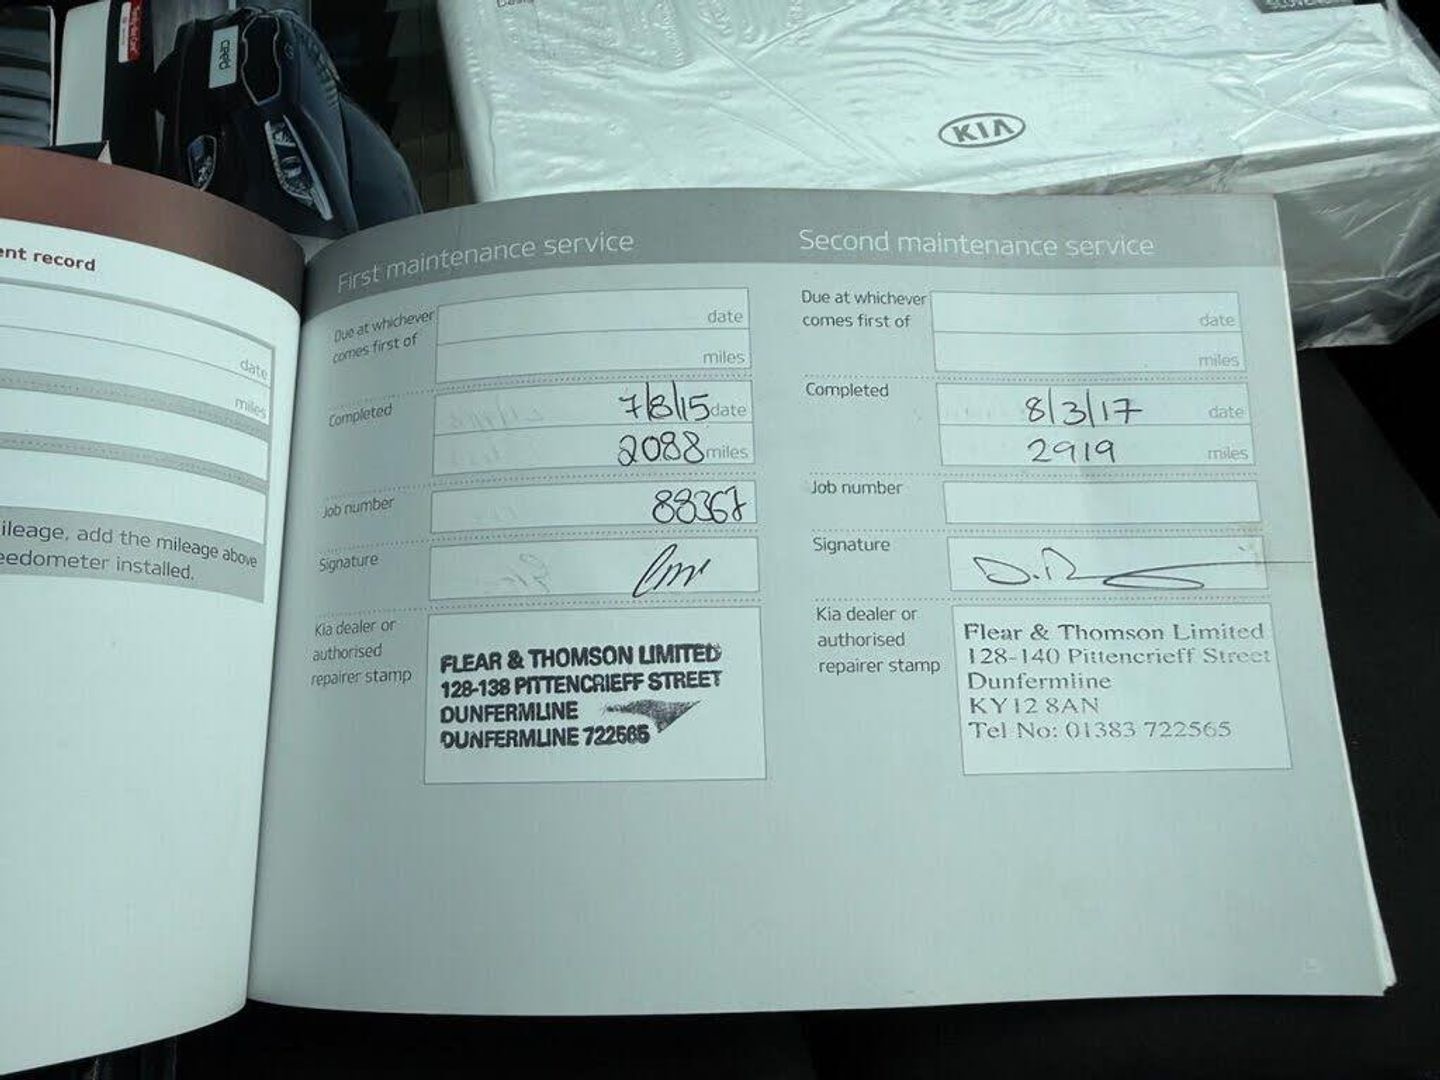 KIA
ent record
date
miles
ileage, add the mileage above
eedometer installed.
First maintenance service
Due at whichever
comes first of
date
miles
Completed
7/8/15 date
2088 miles
Job number
88367
Signature
Kia dealer or
authorised
repairer stamp
FLEAR & THOMSON LIMITED
128-138 PITTENCRIEFF STREET
DUNFERMLINE
DUNFERMLINE 722565
Second maintenance service
Due at whichever
comes first of
date
miles
Completed
8/3/17 date
2919 miles
Job number
Signature
Kia dealer or
authorised
repairer stamp
Flear & Thomson Limited
128-140 Pittencrieff Street
Dunfermline
KY12 8AN
Tel No: 01383 722565